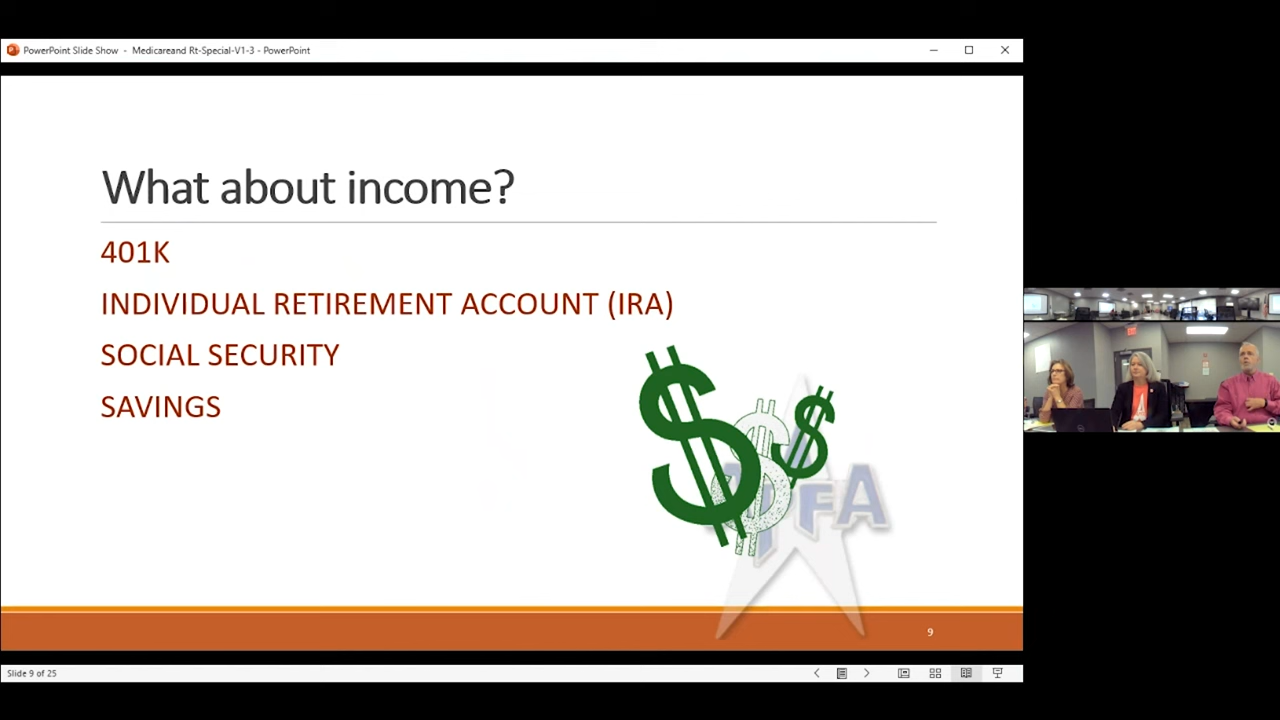 PowerPoint Slide Show - Medicareand Rt-Special-V1-3 - PowerPoint
What about income?
401K
INDIVIDUAL RETIREMENT ACCOUNT (IRA)
SOCIAL SECURITY
SAVINGS
$ $ $
FA
9
Slide 9 of 25